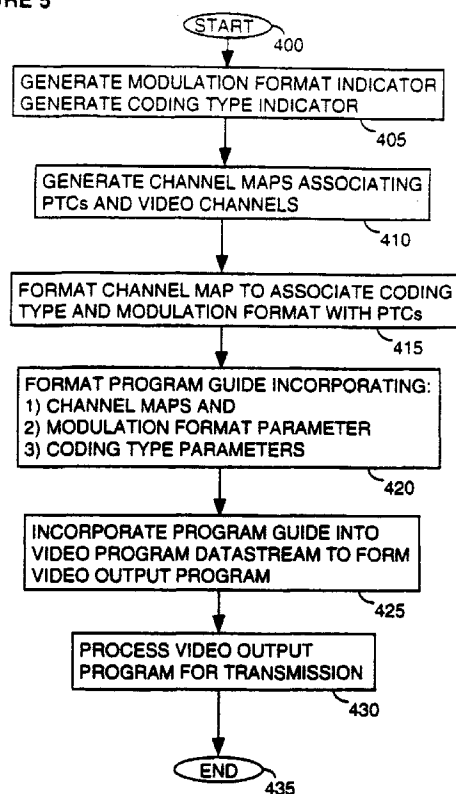 START
400
GENERATE MODULATION FORMAT INDICATOR
GENERATE CODING TYPE INDICATOR
405
GENERATE CHANNEL MAPS ASSOCIATING
PTCs AND VIDEO CHANNELS
410
FORMAT CHANNEL MAP TO ASSOCIATE CODING
TYPE AND MODULATION FORMAT WITH PTCs
415
FORMAT PROGRAM GUIDE INCORPORATING:
1) CHANNEL MAPS AND
2) MODULATION FORMAT PARAMETER
3) CODING TYPE PARAMETERS
420
INCORPORATE PROGRAM GUIDE INTO
VIDEO PROGRAM DATASTREAM TO FORM
VIDEO OUTPUT PROGRAM
425
PROCESS VIDEO OUTPUT
PROGRAM FOR TRANSMISSION
430
END
435